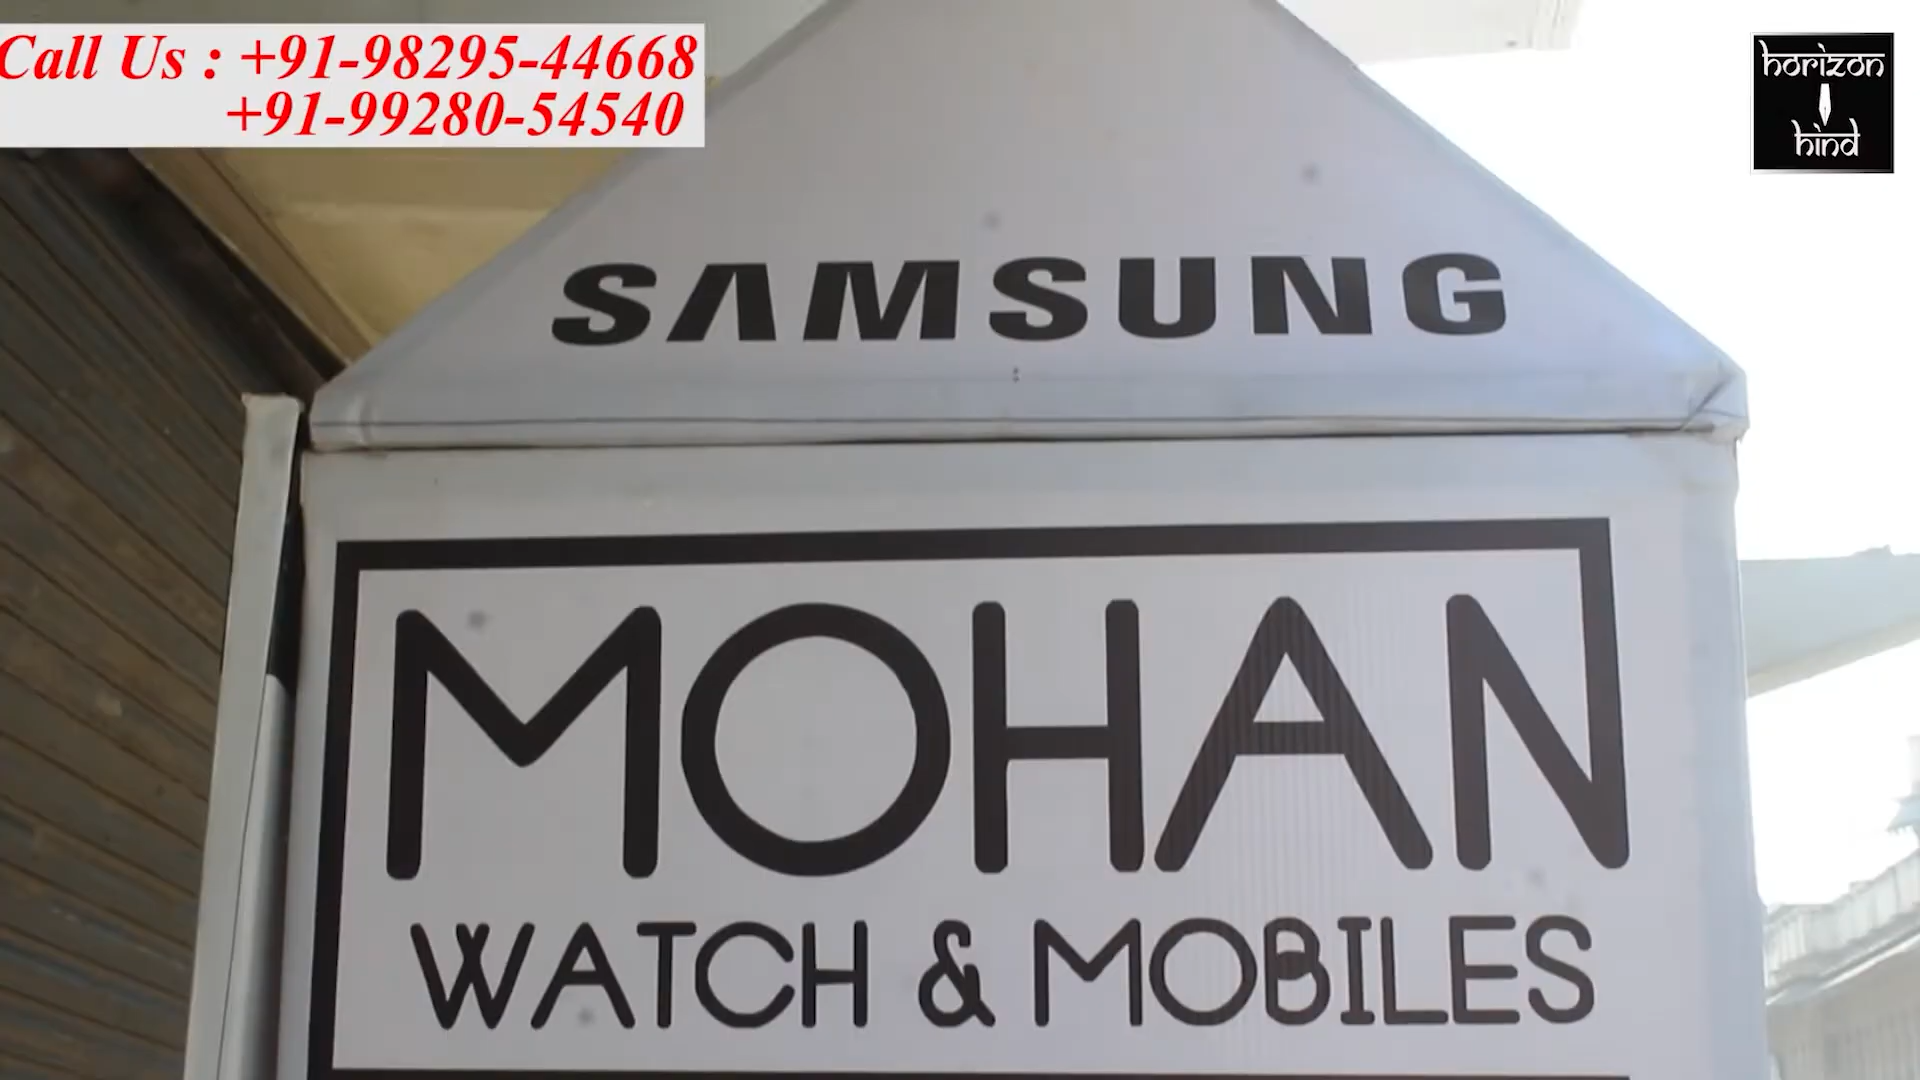 Call Us : +91-98295-44668
+91-99280-54540
horizon
hind
SAMSUNG
MOHAN
WATCH & MOBILES